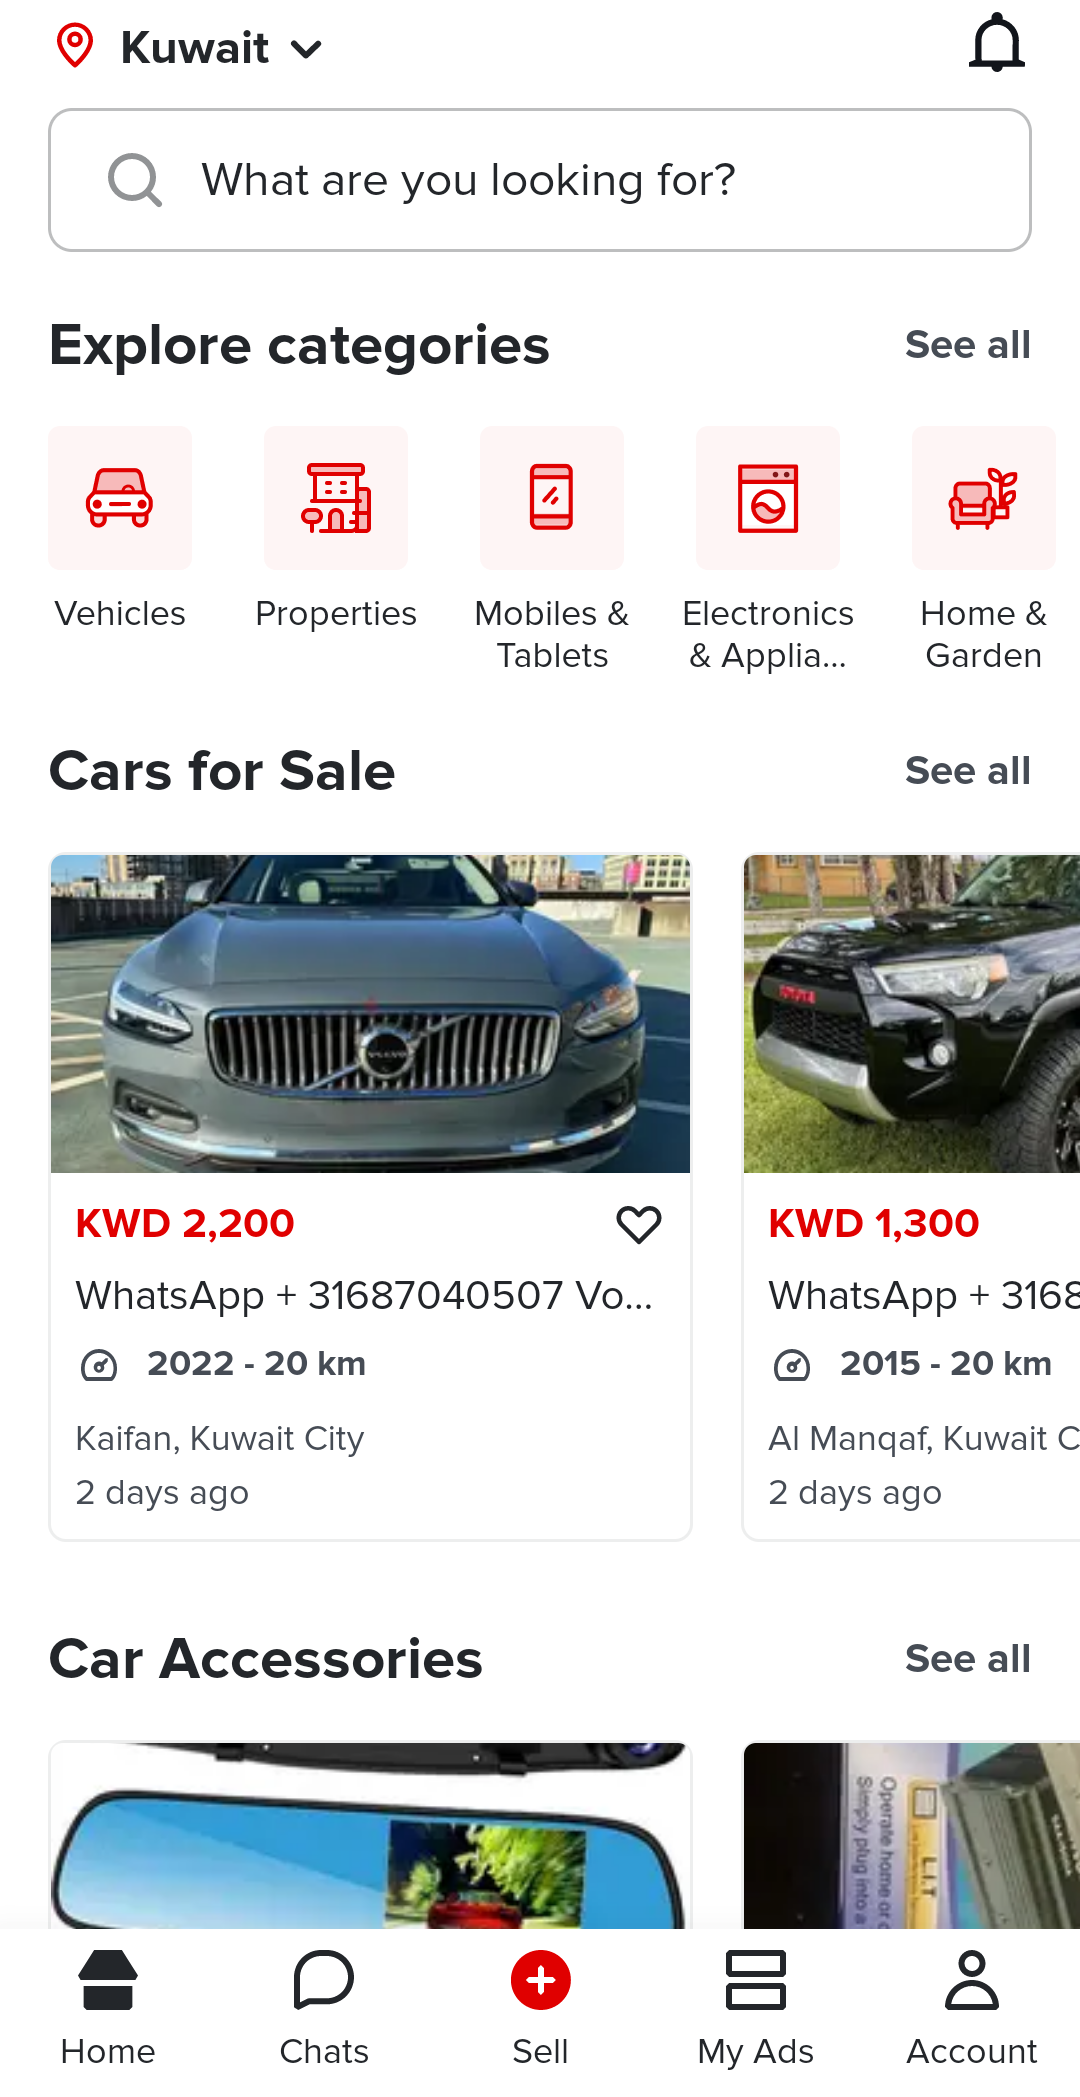 Kuwait
What are you looking for?
Explore categories
See all
Vehicles
Properties
Mobiles &
Tablets
Electronics
& Applia...
Home &
Garden
Cars for Sale
See all
KWD 2,200
WhatsApp + 31687040507 Vo...
2022 - 20 km
Kaifan, Kuwait City
2 days ago
TOYOTA
KWD 1,300
WhatsApp + 3168
2015 - 20 km
Al Manqaf, Kuwait C
2 days ago
Car Accessories
See all
Operate home or
Simply plug into a
Home
Chats
Sell
My Ads
Account